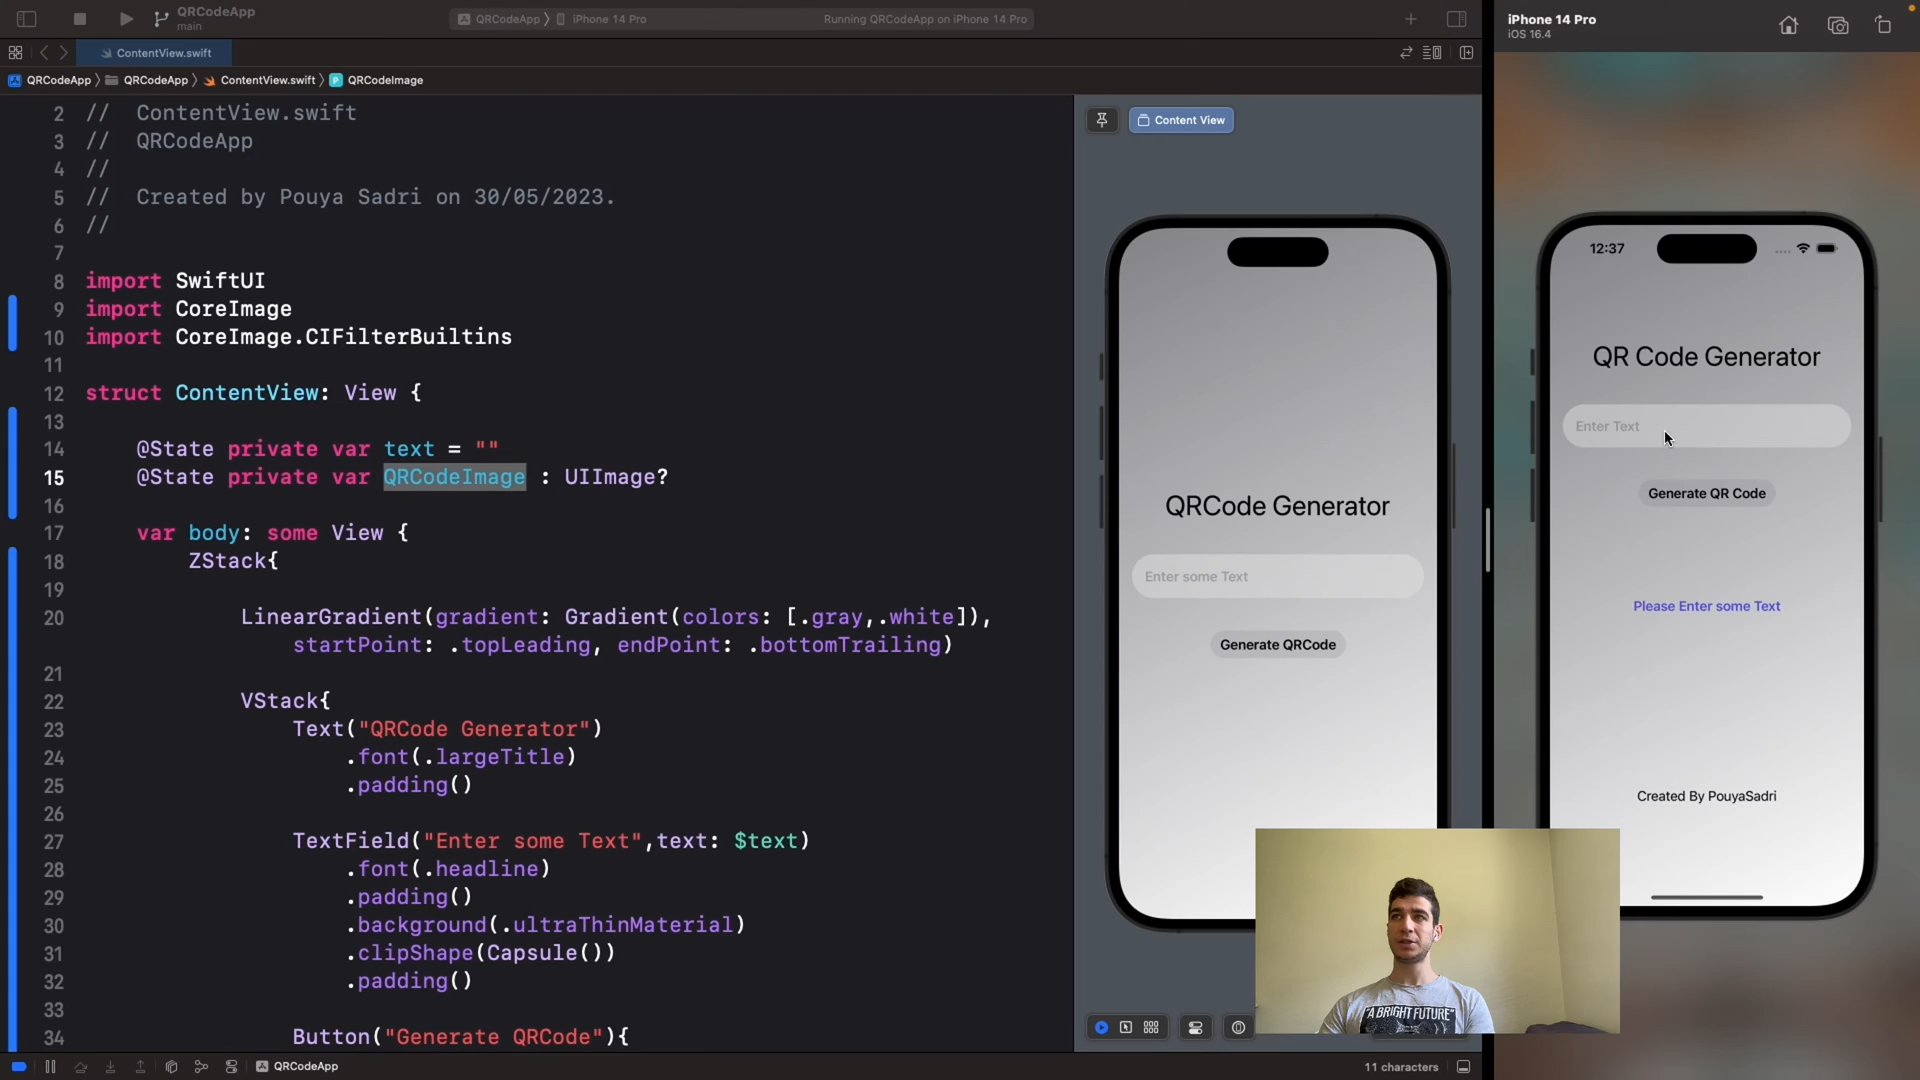 QRCodeApp
main
QRCodeApp
iPhone 14 Pro
Running QRCodeApp on iPhone 14 Pro
ContentView.swift
QRCodeApp
QRCodeApp
ContentView.swift
QRCodeImage
2 // ContentView.swift
3 // QRCodeApp
4 //
5 // Created by Pouya Sadri on 30/05/2023.
6 //
7
8 import SwiftUI
9 import CoreImage
10 import CoreImage.CIFilterBuiltins
11
12 struct ContentView: View {
13
14 @State private var text = ""
15 @State private var QRCodeImage : UIImage?
16
17 var body: some View {
18 ZStack{
19
20 LinearGradient(gradient: Gradient(colors: [.gray,.white]),
startPoint: .topLeading, endPoint: .bottomTrailing)
21
22 VStack{
23 Text("QRCode Generator")
24 .font(.largeTitle)
25 .padding()
26
27 TextField("Enter some Text",text: $text)
28 .font(.headline)
29 .padding()
30 .background(.ultraThinMaterial)
31 .clipShape(Capsule())
32 .padding()
33
34 Button("Generate QRCode"){
QRCodeApp
11 characters
Content View
QRCode Generator
Enter some Text
Generate QRCode
iPhone 14 Pro
iOS 16.4
12:37
QR Code Generator
Enter Text
Generate QR Code
Please Enter some Text
Created By PouyaSadri
"A BRIGHT FUTURE"